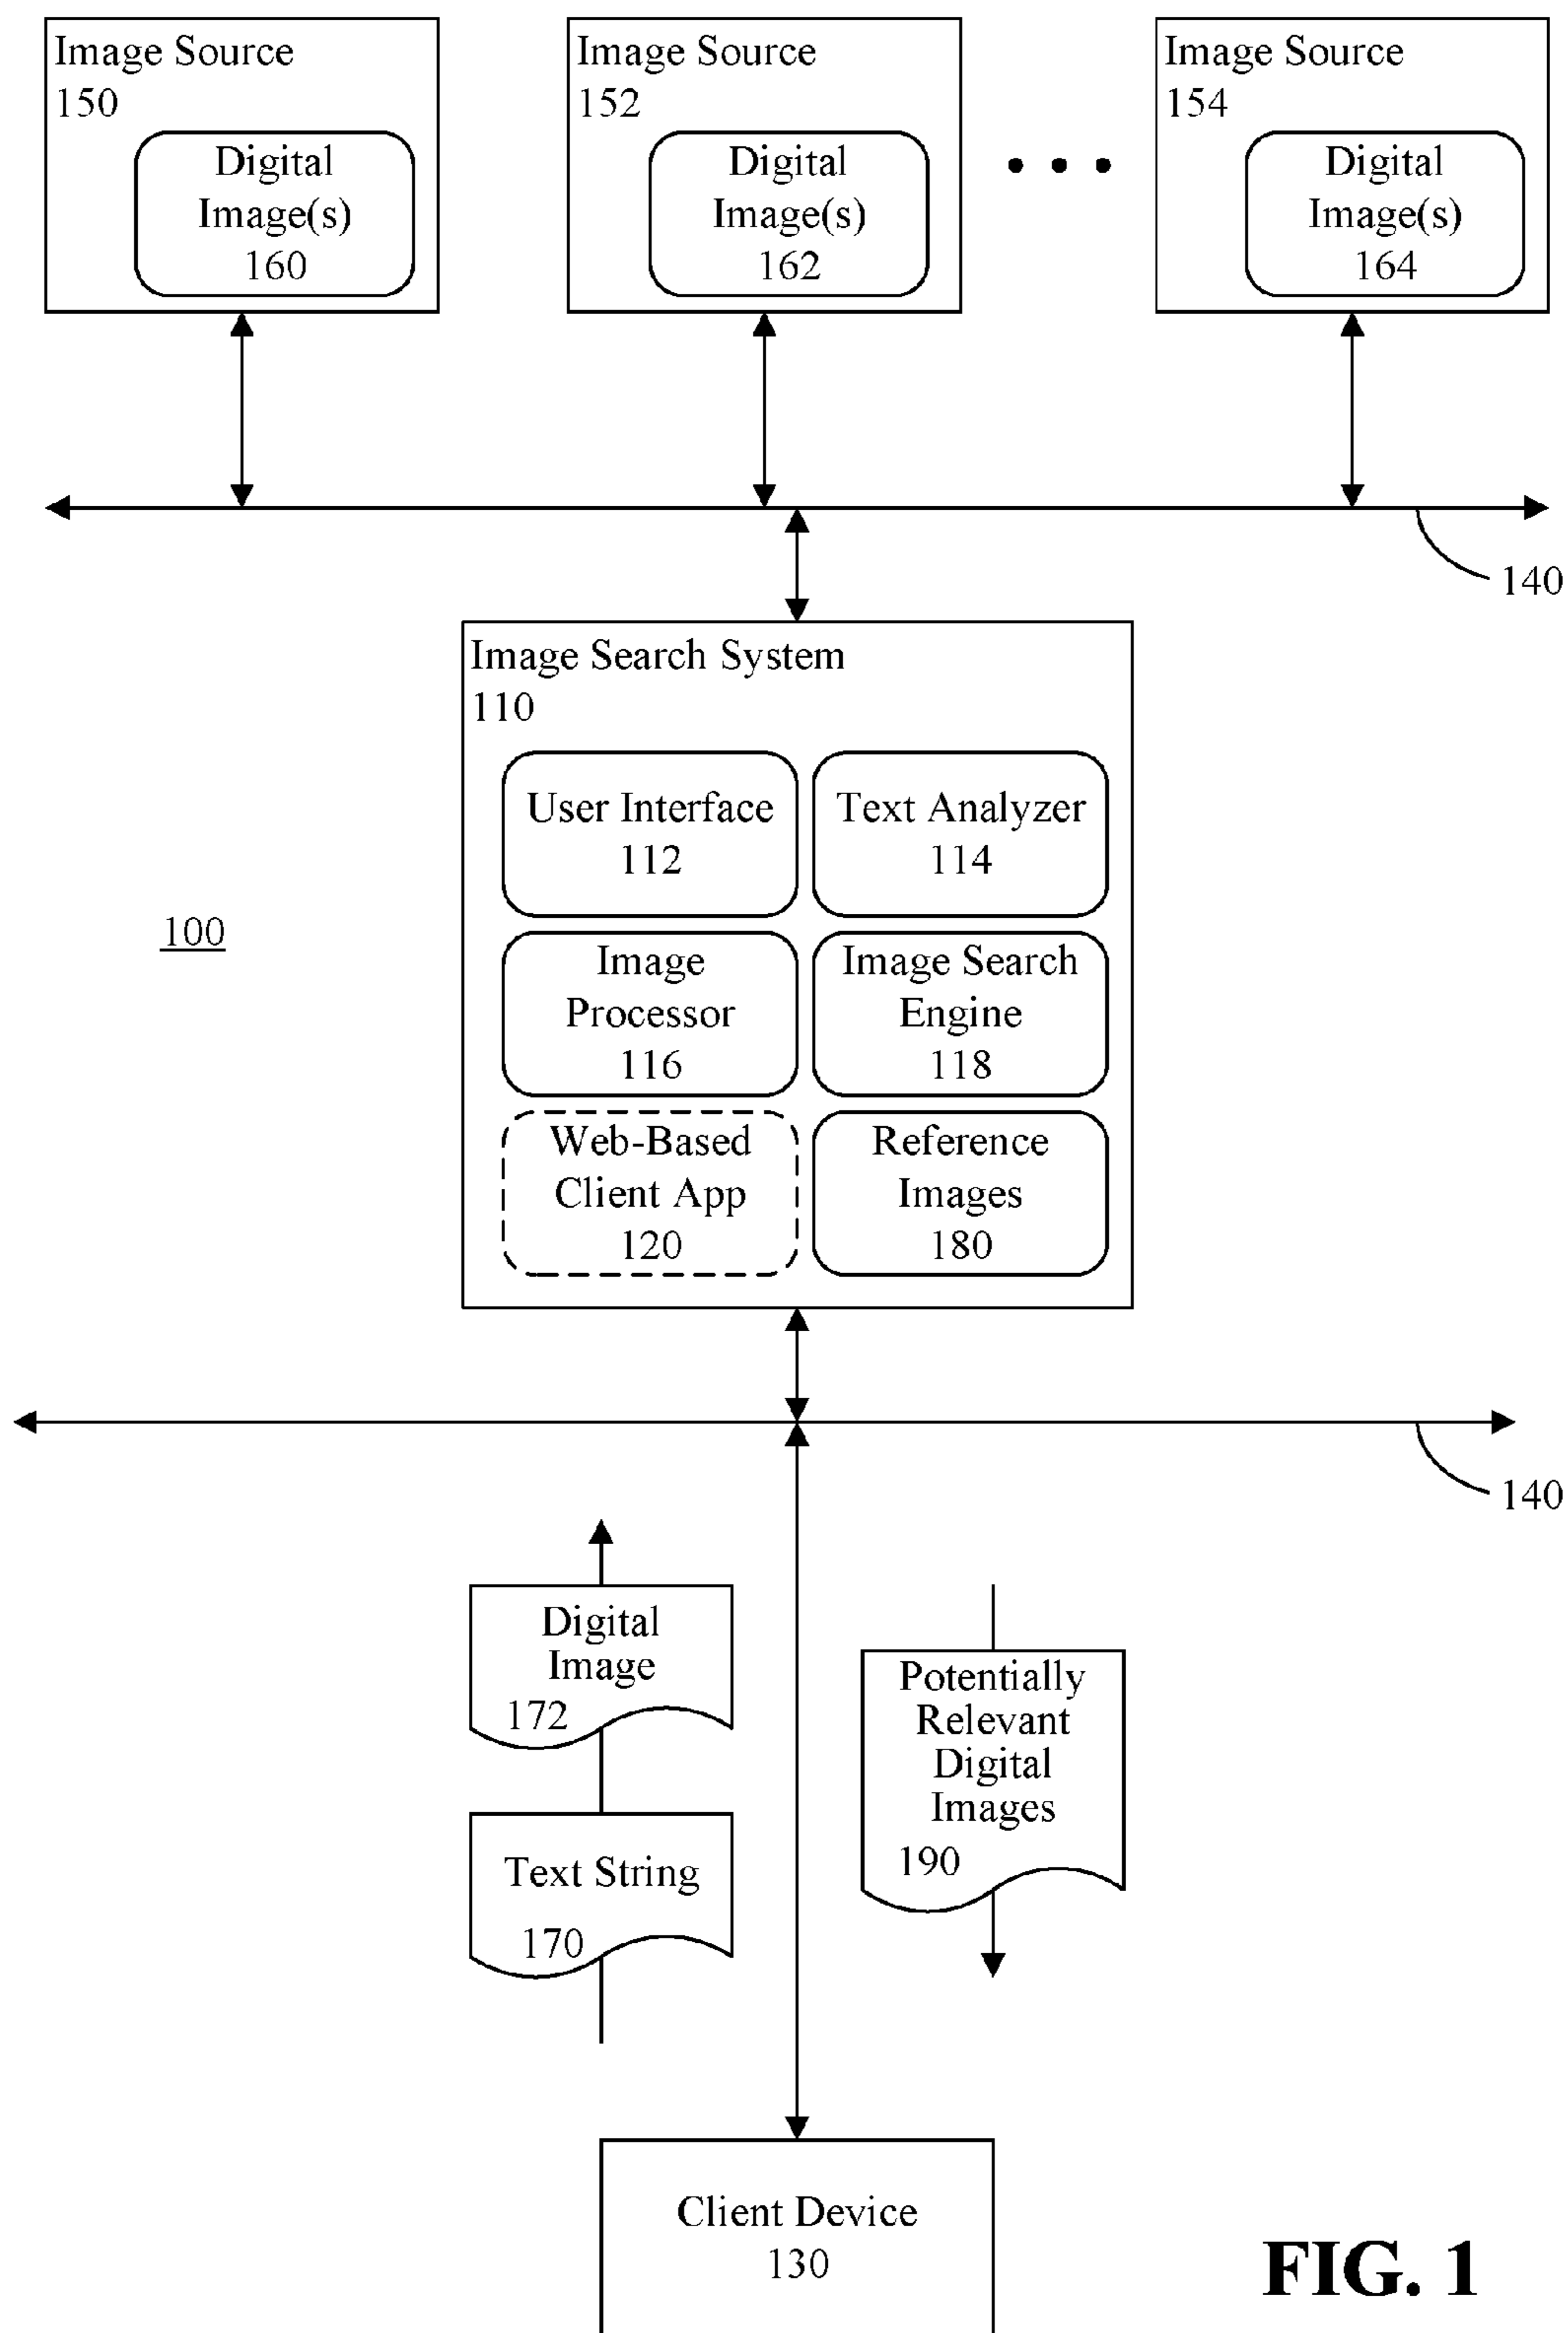 Image Source
150
Digital
Image(s)
160
Image Source
152
Digital
Image(s)
162
Image Source
154
Digital
Image(s)
164
140
Image Search System
110
User Interface
112
Text Analyzer
114
100
Image
Processor
116
Image Search
Engine
118
Web-Based
Client App
120
Reference
Images
180
140
Digital
Image
172
Potentially
Relevant
Digital
Images
190
Text String
170
Client Device
130
FIG. 1